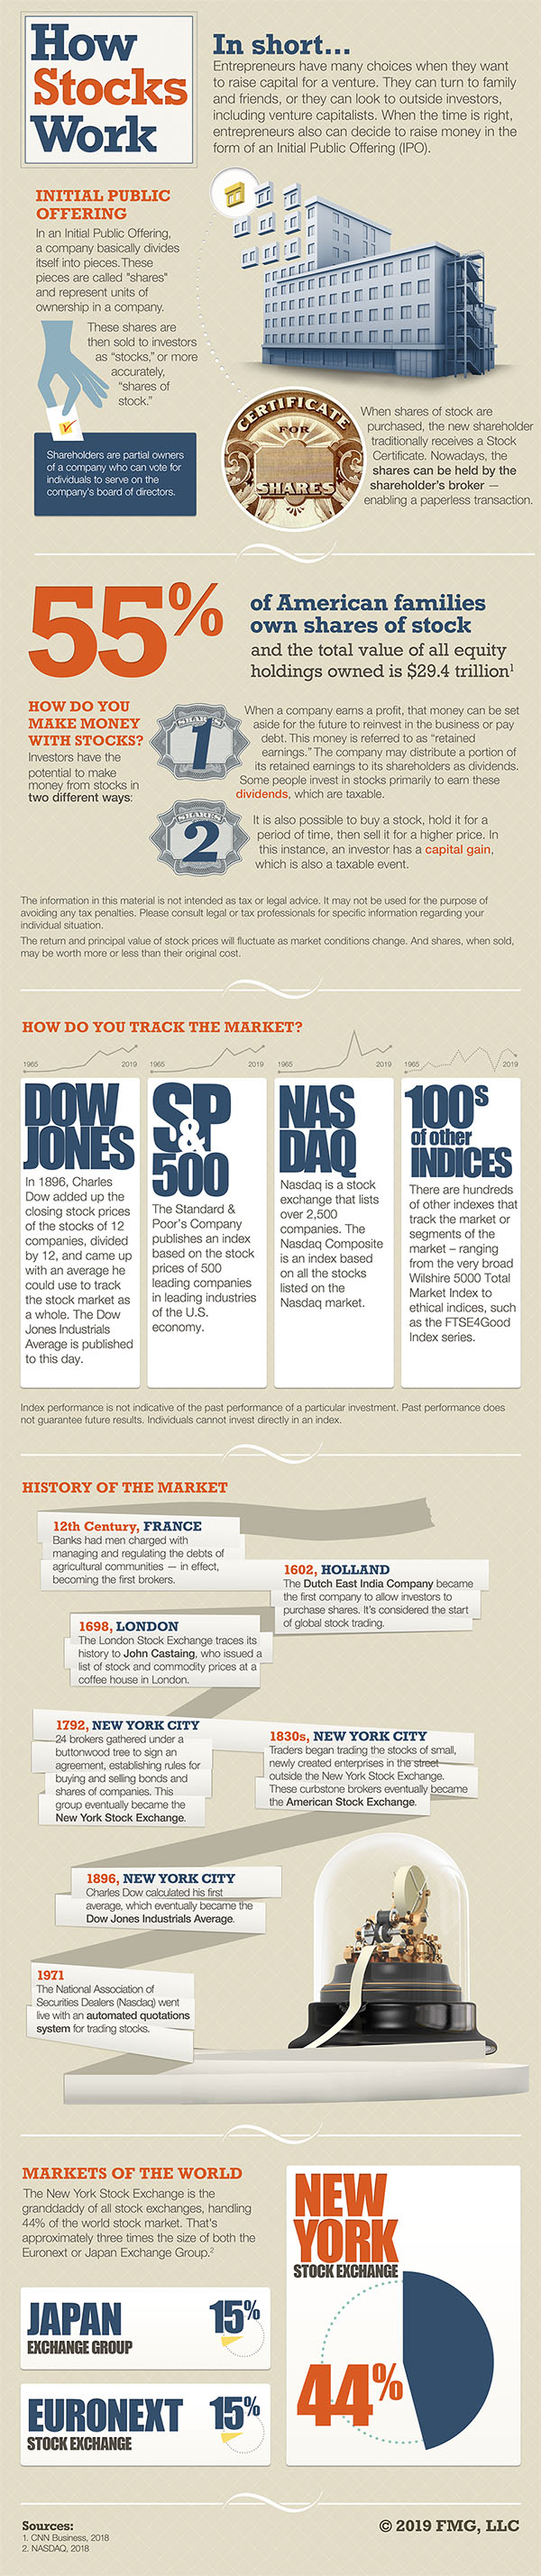 How
Stocks
Work
In short...
Entrepreneurs have many choices when they want
to raise capital for a venture. They can turn to family
and friends, or they can look to outside investors,
including venture capitalists. When the time is right,
entrepreneurs also can decide to raise money in the
form of an Initial Public Offering (IPO).
INITIAL PUBLIC
OFFERING
In an Initial Public Offering,
a company basically divides
itself into pieces.These
pieces are called "shares"
and represent units of
ownership in a company.
These shares are
then sold to investors
as "stocks," or more
accurately,
"shares of
stock."
Shareholders are partial owners
of a company who can vote for
individuals to serve on the
company's board of directors.
CERTIFICATE
FOR
SHARES
When shares of stock are
purchased, the new shareholder
traditionally receives a Stock
Certificate. Nowadays, the
shares can be held by the
shareholder's broker —
enabling a paperless transaction.
55%
of American families
own shares of stock
and the total value of all equity
holdings owned is $29.4 trillion1
HOW DO YOU
MAKE MONEY
WITH STOCKS?
Investors have the
potential to make
money from stocks in
two different ways:
SHARES
1
When a company earns a profit, that money can be set
aside for the future to reinvest in the business or pay
debt. This money is referred to as "retained
earnings." The company may distribute a portion of
its retained earnings to its shareholders as dividends.
Some people invest in stocks primarily to earn these
dividends, which are taxable.
SHARES
2
It is also possible to buy a stock, hold it for a
period of time, then sell it for a higher price. In
this instance, an investor has a capital gain,
which is also a taxable event.
The information in this material is not intended as tax or legal advice. It may not be used for the purpose of
avoiding any tax penalties. Please consult legal or tax professionals for specific information regarding your
individual situation.
The return and principal value of stock prices will fluctuate as market conditions change. And shares, when sold,
may be worth more or less than their original cost.
HOW DO YOU TRACK THE MARKET?
1965 2019
DOW
JONES
In 1896, Charles
Dow added up the
closing stock prices
of the stocks of 12
companies, divided
by 12, and came up
with an average he
could use to track
the stock market as
a whole. The Dow
Jones Industrials
Average is published
to this day.
1965 2019
S&P
500
The Standard &
Poor's Company
publishes an index
based on the stock
prices of 500
leading companies
in leading industries
of the U.S.
economy.
1965 2019
NAS
DAQ
Nasdaq is a stock
exchange that lists
over 2,500
companies. The
Nasdaq Composite
is an index based
on all the stocks
listed on the
Nasdaq market.
1965 2019
100s
of other
INDICES
There are hundreds
of other indexes that
track the market or
segments of the
market – ranging
from the very broad
Wilshire 5000 Total
Market Index to
ethical indices, such
as the FTSE4Good
Index series.
Index performance is not indicative of the past performance of a particular investment. Past performance does
not guarantee future results. Individuals cannot invest directly in an index.
HISTORY OF THE MARKET
12th Century, FRANCE
Banks had men charged with
managing and regulating the debts of
agricultural communities — in effect,
becoming the first brokers.
1602, HOLLAND
The Dutch East India Company became
the first company to allow investors to
purchase shares. It's considered the start
of global stock trading.
1698, LONDON
The London Stock Exchange traces its
history to John Castaing, who issued a
list of stock and commodity prices at a
coffee house in London.
1792, NEW YORK CITY
24 brokers gathered under a
buttonwood tree to sign an
agreement, establishing rules for
buying and selling bonds and
shares of companies. This
group eventually became the
New York Stock Exchange.
1830s, NEW YORK CITY
Traders began trading the stocks of small,
newly created enterprises in the street
outside the New York Stock Exchange.
These curbstone brokers eventually became
the American Stock Exchange.
1896, NEW YORK CITY
Charles Dow calculated his first
average, which eventually became the
Dow Jones Industrials Average.
1971
The National Association of
Securities Dealers (Nasdaq) went
live with an automated quotations
system for trading stocks.
MARKETS OF THE WORLD
The New York Stock Exchange is the
granddaddy of all stock exchanges, handling
44% of the world stock market. That's
approximately three times the size of both the
Euronext or Japan Exchange Group.2
JAPAN
EXCHANGE GROUP
15%
EURONEXT
STOCK EXCHANGE
15%
NEW
YORK
STOCK EXCHANGE
44%
Sources:
1. CNN Business, 2018
2. NASDAQ, 2018
© 2019 FMG, LLC